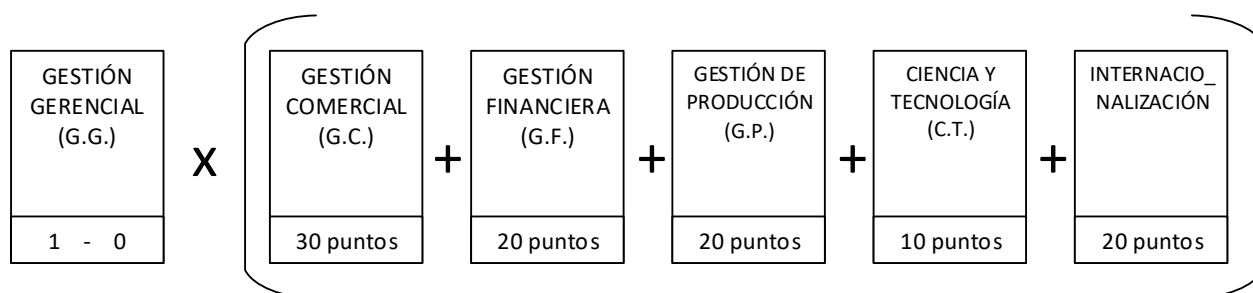 GESTIÓN
GERENCIAL
(G.G.)
1 - 0
x
GESTIÓN
COMERCIAL
(G.C.)
30 puntos
+
GESTIÓN
FINANCIERA
(G.F.)
20 puntos
+
GESTIÓN DE
PRODUCCIÓN
(G.P.)
20 puntos
+
CIENCIA Y
TECNOLOGÍA
(C.T.)
10 puntos
+
INTERNACIO_
NALIZACIÓN
20 puntos